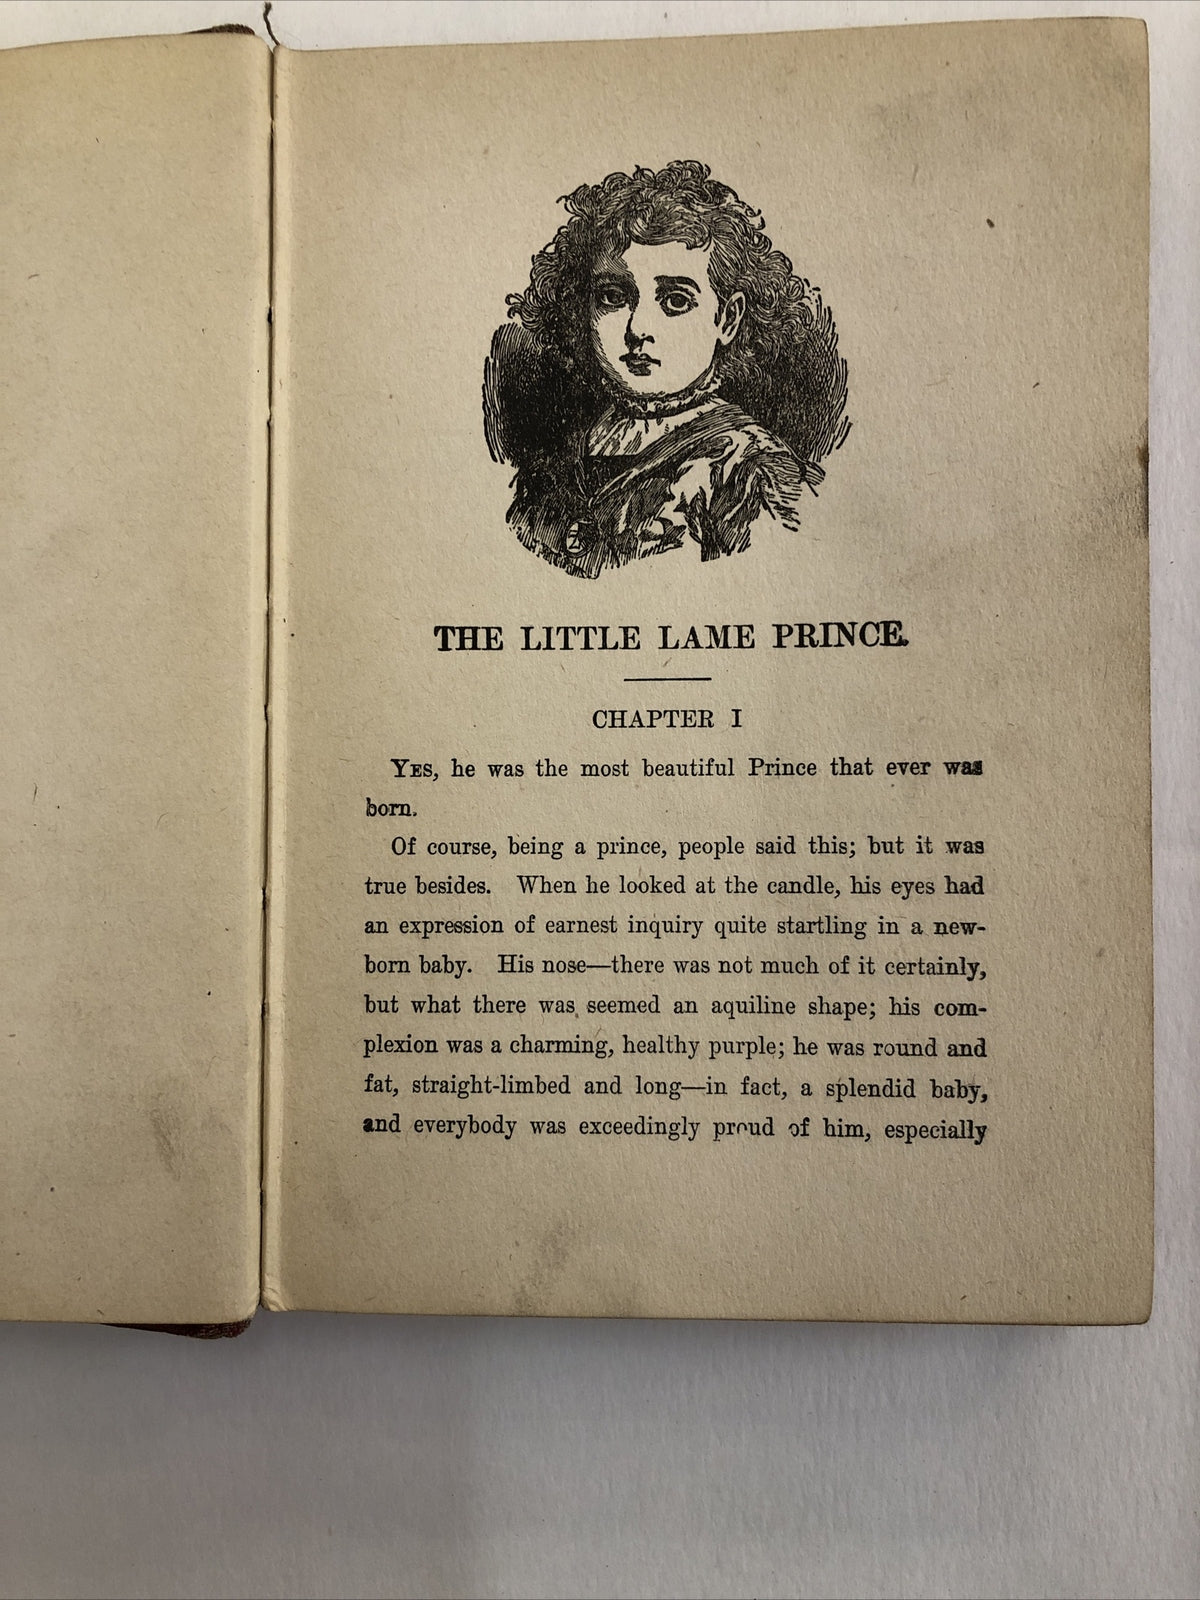 THE LITTLE LAME PRINCE.
CHAPTER I
YES, he was the most beautiful Prince that ever was
born.
Of course, being a prince, people said this; but it was
true besides. When he looked at the candle, his eyes had
an expression of earnest inquiry quite startling in a new-
born baby. His nose—there was not much of it certainly,
but what there was seemed an aquiline shape; his com-
plexion was a charming, healthy purple; he was round and
fat, straight-limbed and long—in fact, a splendid baby,
and everybody was exceedingly proud of him, especially